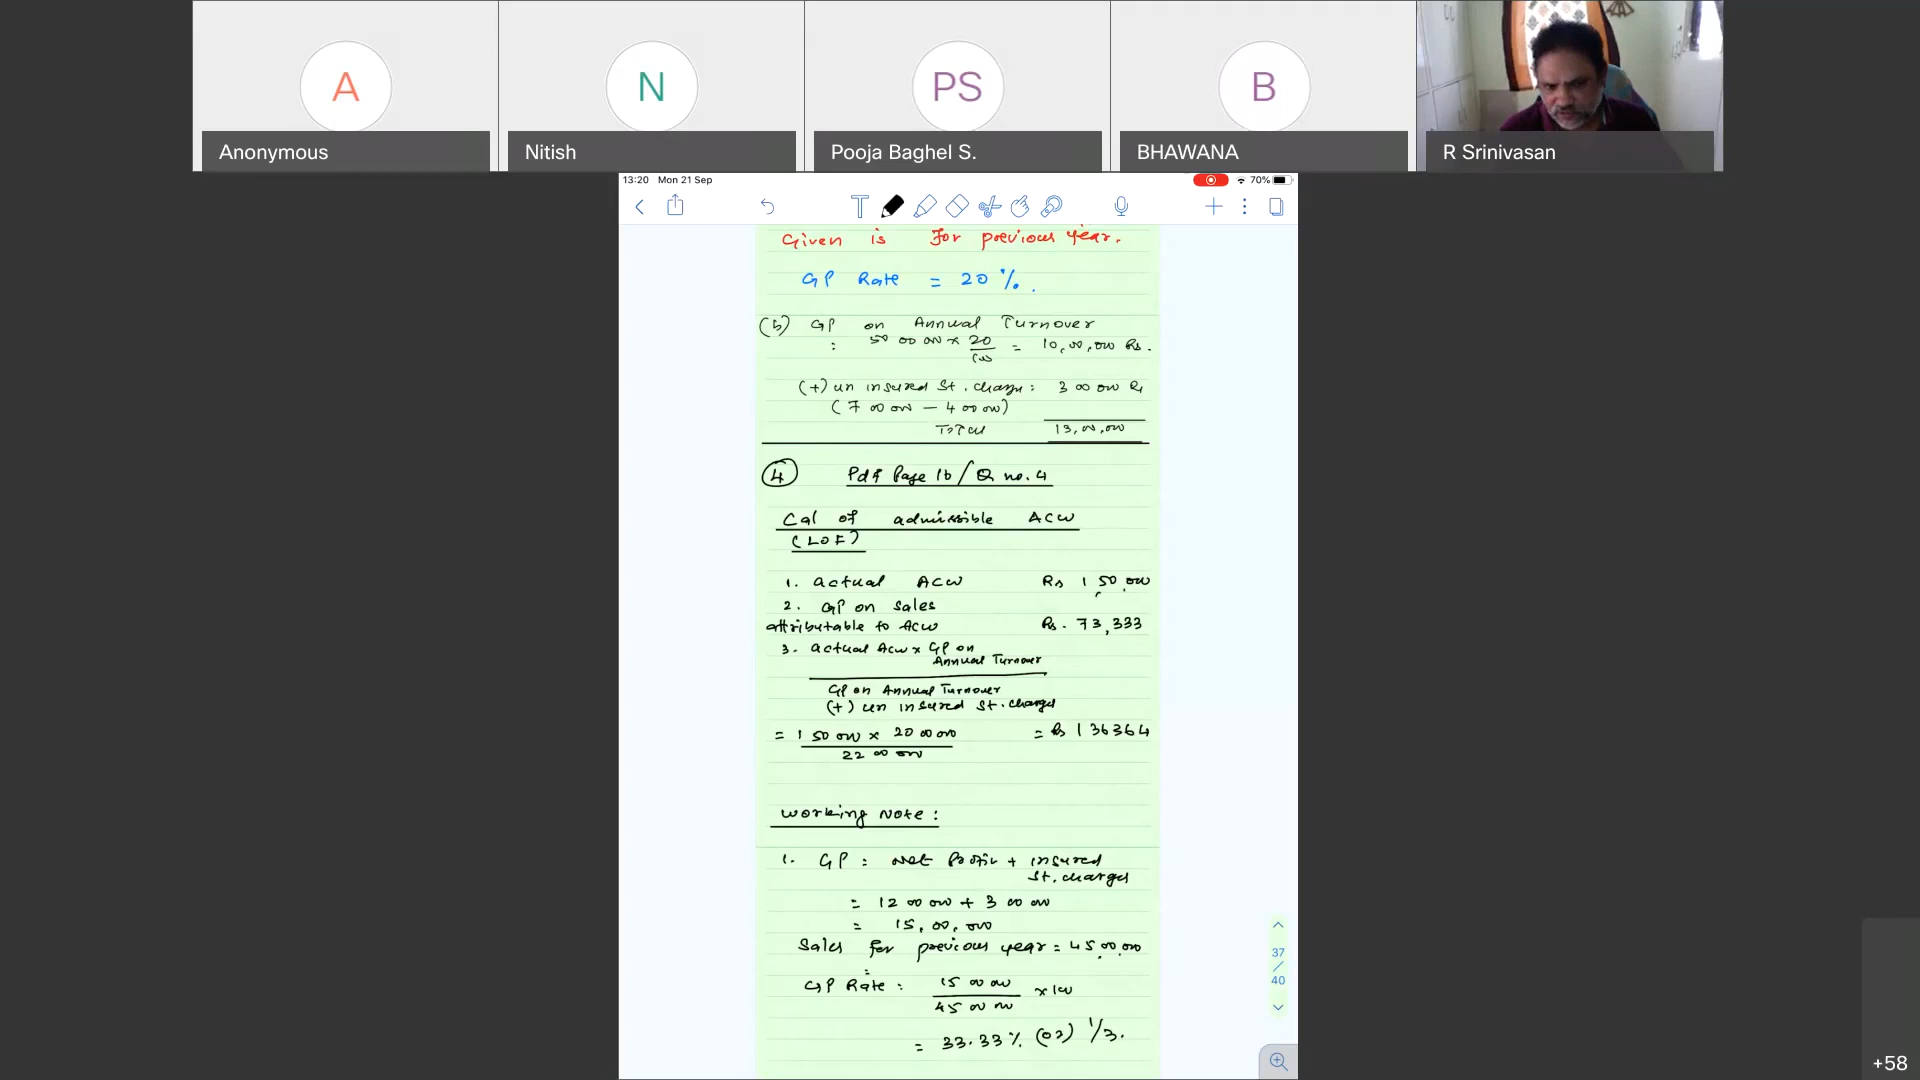 A
N
PS
B
Anonymous
Nitish
Pooja Baghel S.
BHAWANA
R Srinivasan
13:20 Mon 21 Sep
70%
T
Given is for previous year.
GP Rate = 20 %.
(b) GP on Annual Turnover
: 50 00 000 x 20/100 = 10,00,000 Rs.
(+) un insured St. charges : 3 00 000 Rs
(7 00 000 — 4 00 000)
Total 13,00,000
4 Pdf Page 16 / Q no. 4
Cal of admissible ACW
(LOF)
1. actual ACW Rs 1 50,000
2. GP on sales
attributable to ACW Rs. 73,333
3. actual ACW x GP on
Annual Turnover
GP on Annual Turnover
(+) un insured St. charges
= 1 50 000 x 20 00 000 = Rs 1 36364
22 00 000
Working Note :
1. GP : Net Profit + insured
St. charges
= 12 00 000 + 3 00 000
= 15,00,000
Sales for previous year = 45,00,000
GP Rate : 15 00 000 x 100
45 00 000
= 33.33 % (or) 1/3.
37
/
40
+58